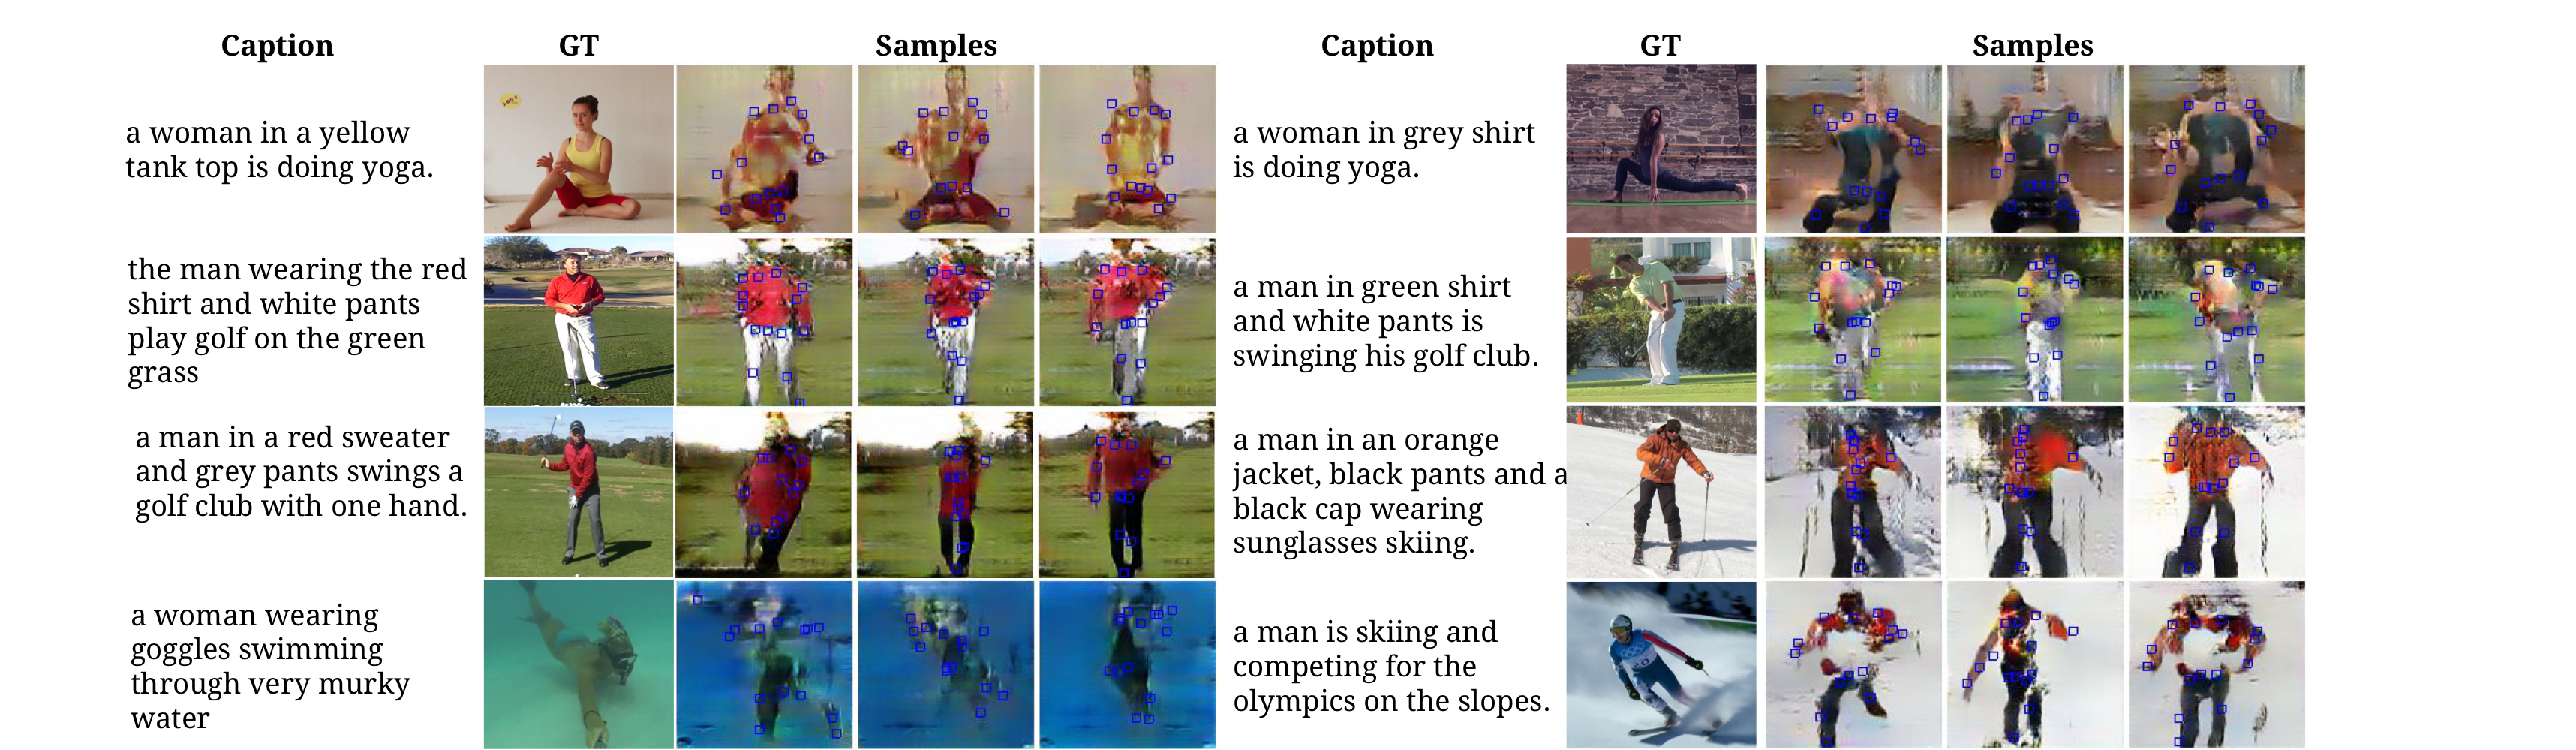 Caption
GT
Samples
Caption
GT
Samples
a woman in a yellow
tank top is doing yoga.
a woman in grey shirt
is doing yoga.
the man wearing the red
shirt and white pants
play golf on the green
grass
a man in green shirt
and white pants is
swinging his golf club.
a man in a red sweater
and grey pants swings a
golf club with one hand.
a man in an orange
jacket, black pants and a
black cap wearing
sunglasses skiing.
a woman wearing
goggles swimming
through very murky
water
a man is skiing and
competing for the
olympics on the slopes.